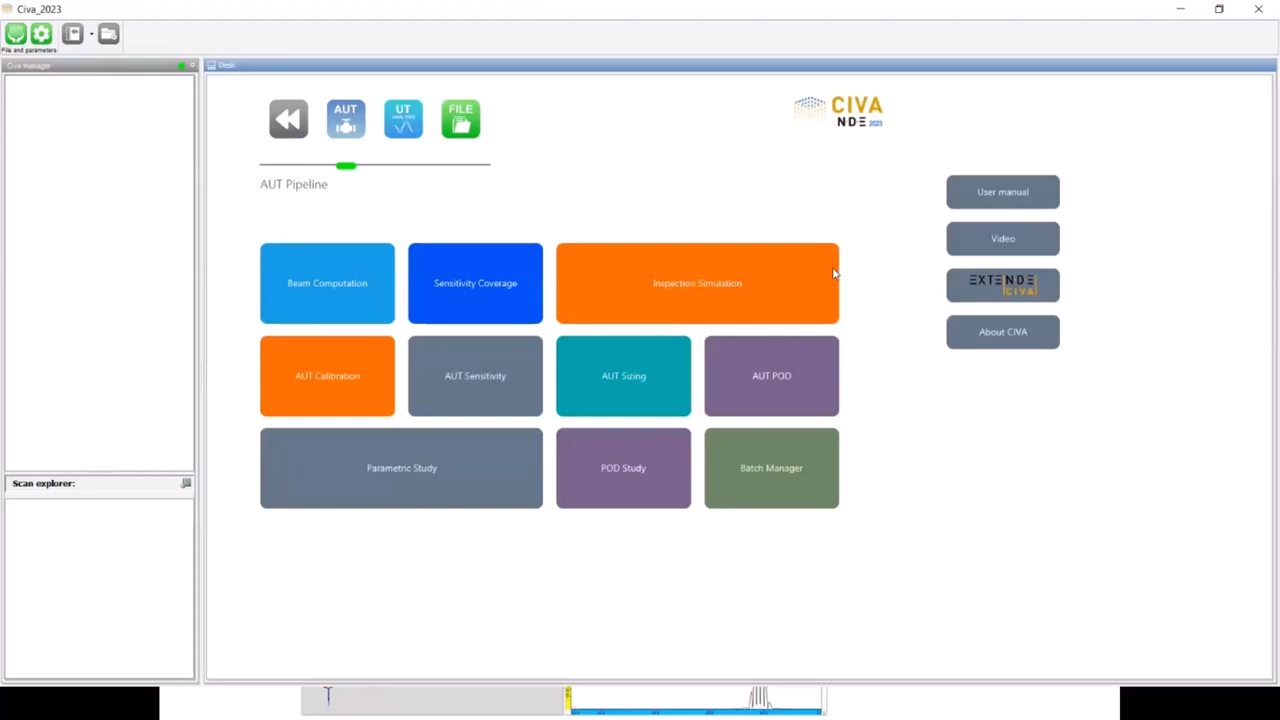 Civa_2023
File and parameters
Civa manager
Desk
AUT
UT
ANALYSIS
FILE
CIVA
NDE 2023
AUT Pipeline
User manual
Video
EXTENDE
CIVA
About CIVA
Beam Computation
Sensitivity Coverage
Inspection Simulation
AUT Calibration
AUT Sensitivity
AUT Sizing
AUT POD
Parametric Study
POD Study
Batch Manager
Scan explorer: